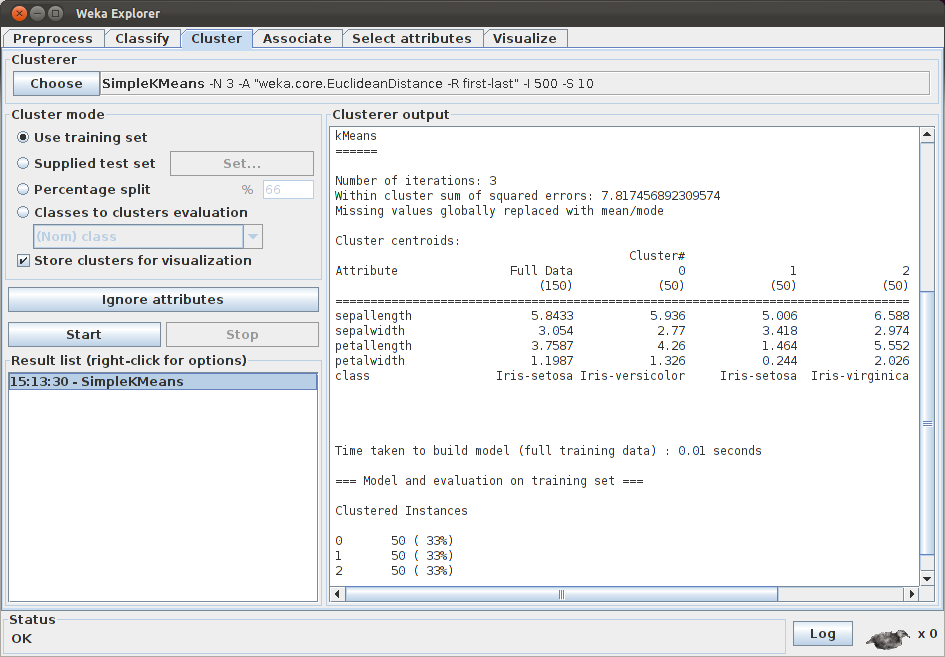 Weka Explorer
Preprocess Classify Cluster Associate Select attributes Visualize
Clusterer
Choose SimpleKMeans -N 3 -A "weka.core.EuclideanDistance -R first-last" -I 500 -S 10
Cluster mode
Use training set
Supplied test set Set...
Percentage split % 66
Classes to clusters evaluation
(Nom) class
Store clusters for visualization
Ignore attributes
Start Stop
Result list (right-click for options)
15:13:30 - SimpleKMeans
Clusterer output
kMeans
======
Number of iterations: 3
Within cluster sum of squared errors: 7.817456892309574
Missing values globally replaced with mean/mode
Cluster centroids:
Cluster#
Attribute Full Data 0 1 2
(150) (50) (50) (50)
==================================================================================
sepallength 5.8433 5.936 5.006 6.588
sepalwidth 3.054 2.77 3.418 2.974
petallength 3.7587 4.26 1.464 5.552
petalwidth 1.1987 1.326 0.244 2.026
class Iris-setosa Iris-versicolor Iris-setosa Iris-virginica
Time taken to build model (full training data) : 0.01 seconds
=== Model and evaluation on training set ===
Clustered Instances
0 50 ( 33%)
1 50 ( 33%)
2 50 ( 33%)
Status
OK
Log x 0